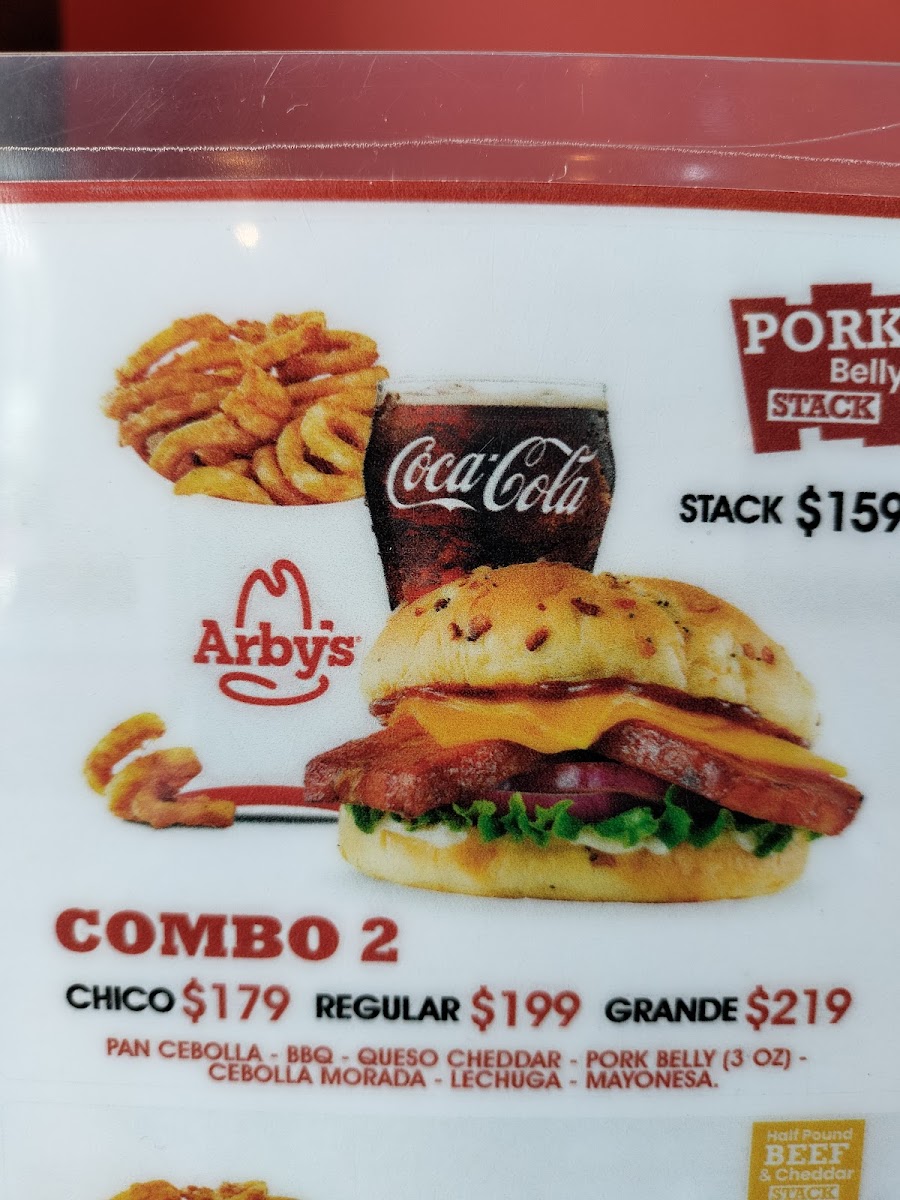 PORK
Belly
STACK
Coca-Cola
STACK $159
Arby's®
COMBO 2
CHICO $179 REGULAR $199 GRANDE $219
PAN CEBOLLA - BBQ - QUESO CHEDDAR - PORK BELLY (3 OZ) -
CEBOLLA MORADA - LECHUGA - MAYONESA.
Half Pound
BEEF
& Cheddar
STACK